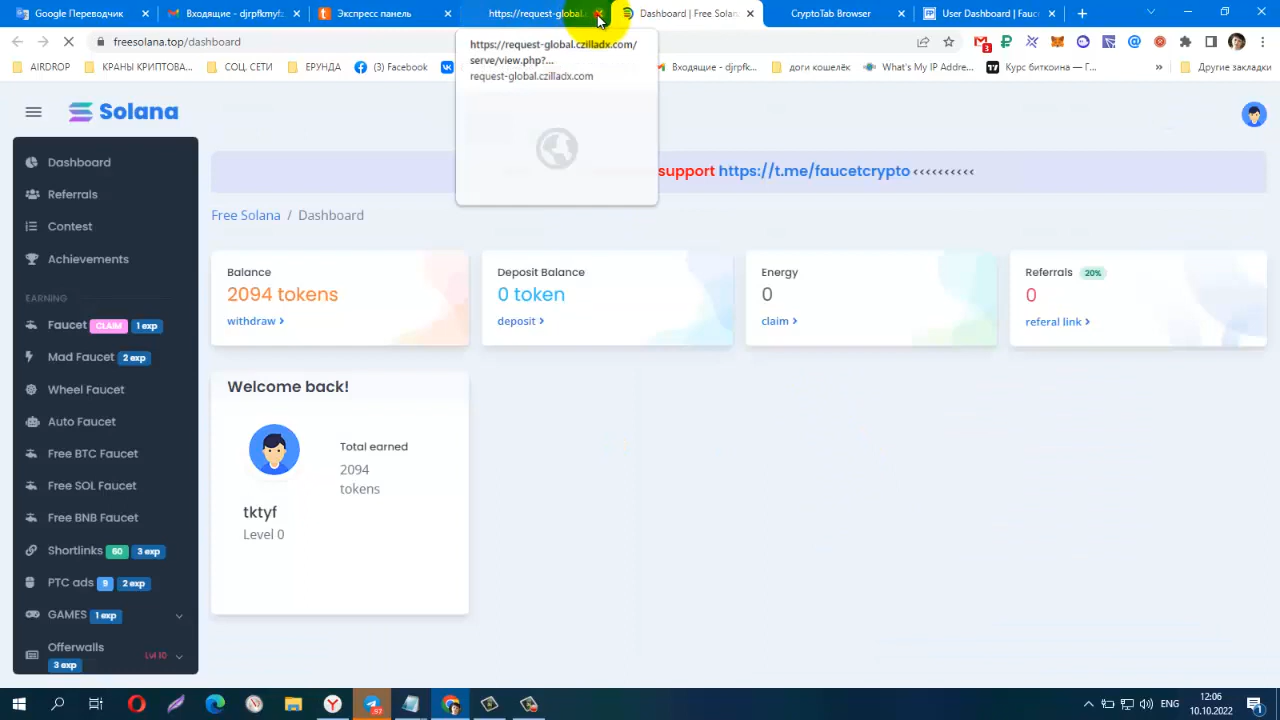 Google Переводчик
Входящие - djrpfkmyf
Экспресс панель
https://request-global.
Dashboard | Free Solan
CryptoTab Browser
User Dashboard | Fauc
freesolana.top/dashboard
3
AIRDROP
КРАНЫ КРИПТОВА...
СОЦ. СЕТИ
ЕРУНДА
(3) Facebook
Входящие - djrpfk...
доги кошелёк
What's My IP Addre...
Курс биткоина — Г...
»
Другие закладки
https://request-global.czilladx.com/
serve/view.php?...
request-global.czilladx.com
Solana
support https://t.me/faucetcrypto ‹‹‹‹‹‹‹‹‹‹
Free Solana / Dashboard
Dashboard
Referrals
Contest
Achievements
EARNING
Faucet CLAIM 1 exp
Mad Faucet 2 exp
Wheel Faucet
Auto Faucet
Free BTC Faucet
Free SOL Faucet
Free BNB Faucet
Shortlinks 60 3 exp
PTC ads 9 2 exp
GAMES 1 exp
Offerwalls
3 exp
Lvl 10
Balance
2094 tokens
withdraw ›
Deposit Balance
0 token
deposit ›
Energy
0
claim ›
Referrals 20%
0
referal link ›
Welcome back!
Total earned
2094
tokens
tktyf
Level 0
ENG
12:06
10.10.2022